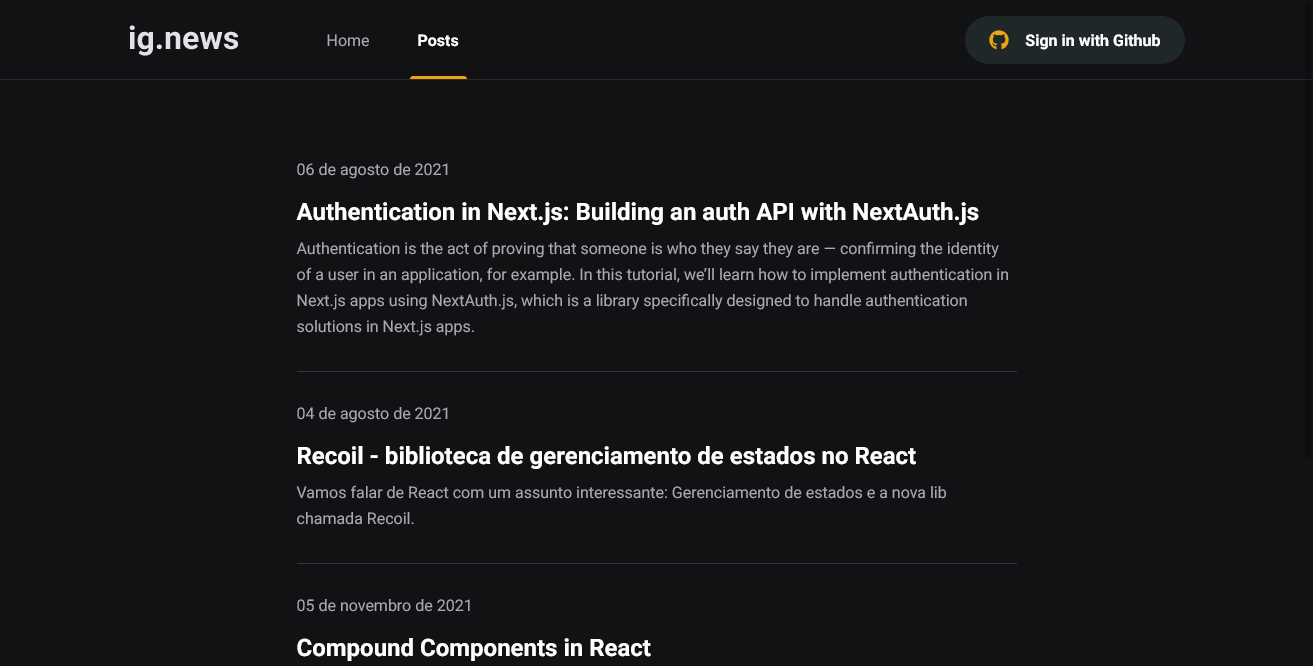 ig.news
Home
Posts
Sign in with Github
06 de agosto de 2021
Authentication in Next.js: Building an auth API with NextAuth.js
Authentication is the act of proving that someone is who they say they are — confirming the identity
of a user in an application, for example. In this tutorial, we’ll learn how to implement authentication in
Next.js apps using NextAuth.js, which is a library specifically designed to handle authentication
solutions in Next.js apps.
04 de agosto de 2021
Recoil - biblioteca de gerenciamento de estados no React
Vamos falar de React com um assunto interessante: Gerenciamento de estados e a nova lib
chamada Recoil.
05 de novembro de 2021
Compound Components in React